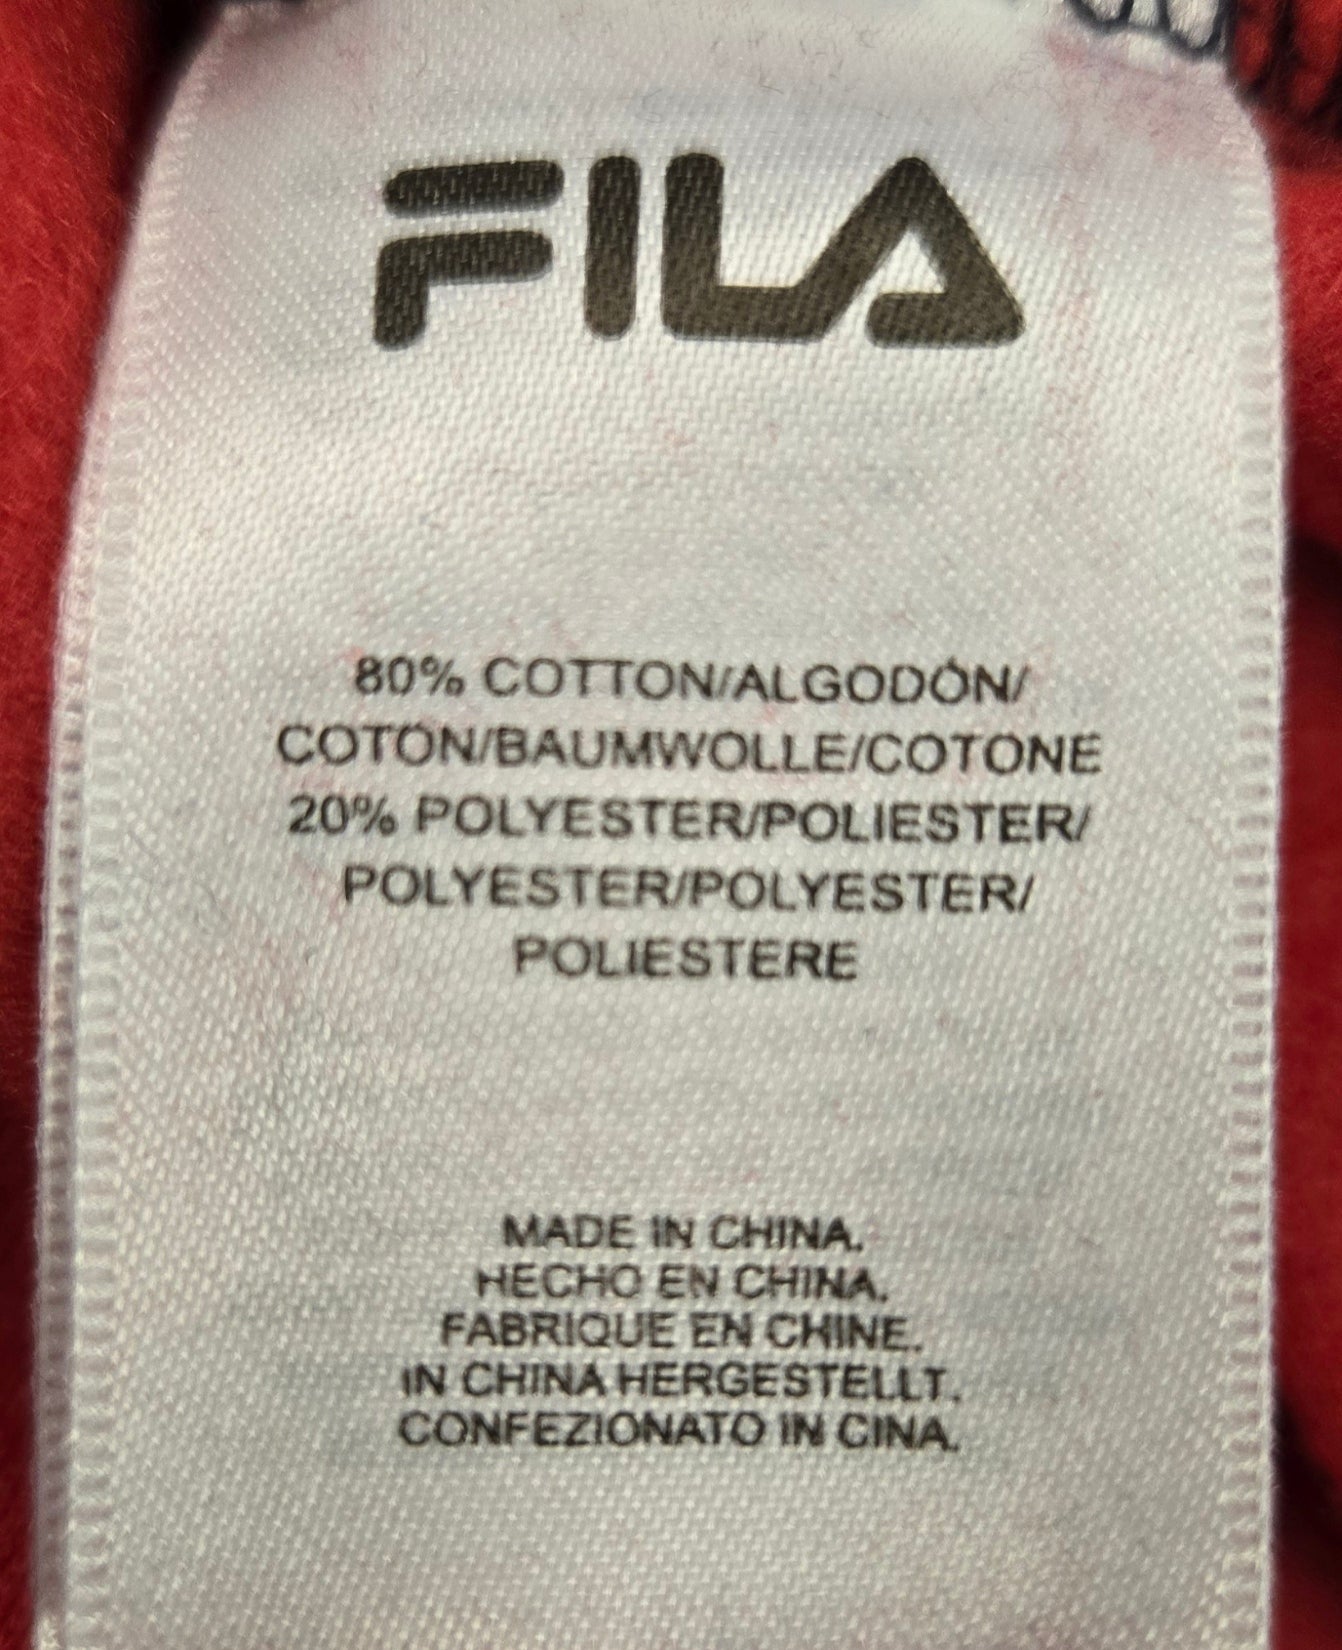 FILA
80% COTTON/ALGODÓN/
COTON/BAUMWOLLE/COTONE
20% POLYESTER/POLIESTER/
POLYESTER/POLYESTER/
POLIESTERE
MADE IN CHINA.
HECHO EN CHINA.
FABRIQUE EN CHINE.
IN CHINA HERGESTELLT.
CONFEZIONATO IN CINA.